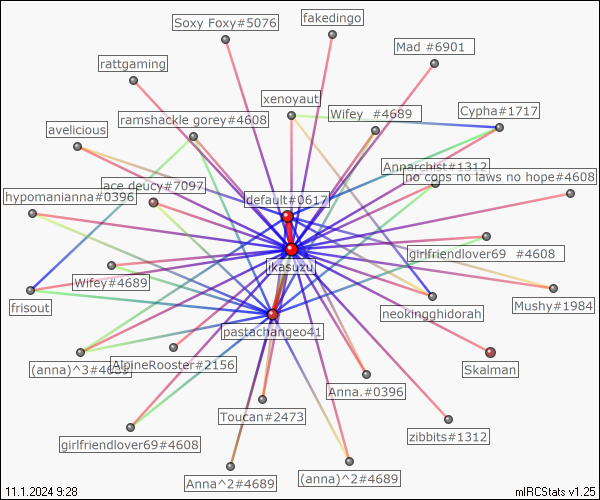 Soxy Foxy#5076
fakedingo
Mad #6901
rattgaming
xenoyaut
ramshackle gorey#4608
Wifey #4689
Cypha#1717
avelicious
Annarchist#1312
no cops no laws no hope#4608
hypomanianna#0396
ace deucy#7097
default#0617
girlfriendlover69 #4608
ikasuzu
Wifey#4689
frisout
Mushy#1984
neokingghidorah
pastachangeo41
(anna)^3#4689
AlpineRooster#2156
Skalman
Anna.#0396
Toucan#2473
zibbits#1312
girlfriendlover69#4608
Anna^2#4689
(anna)^2#4689
11.1.2024 9:28
mIRCStats v1.25